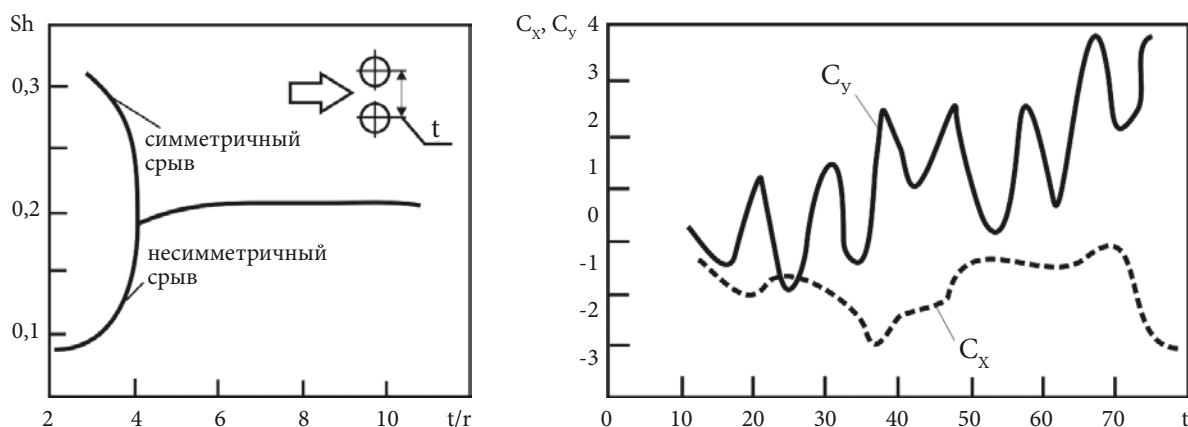 Sh
0,3
0,2
0,1
симметричный
срыв
несимметричный
срыв
t
2
4
6
8
10
t/r
Cx, Cy
4
3
2
1
0
-1
-2
-3
Cy
Cx
0
10
20
30
40
50
60
70
t